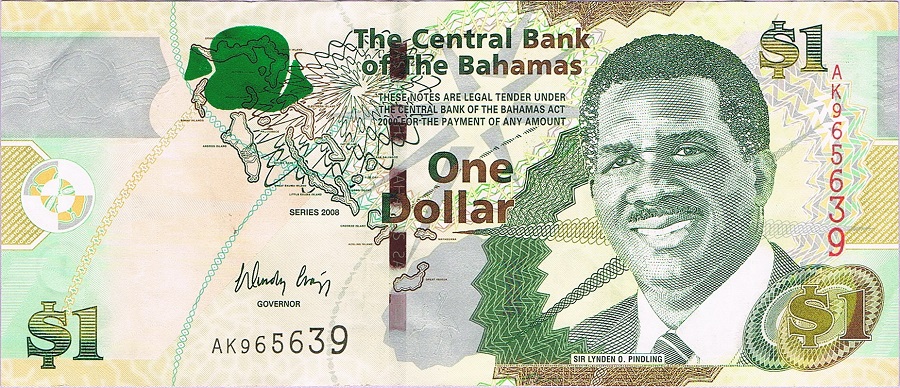 The Central Bank
of The Bahamas
$1
THESE NOTES ARE LEGAL TENDER UNDER
THE CENTRAL BANK OF THE BAHAMAS ACT
2000 FOR THE PAYMENT OF ANY AMOUNT
AK965639
One
Dollar
SERIES 2008
Wendy Craigg
GOVERNOR
$1
AK965639
SIR LYNDEN O. PINDLING
$1